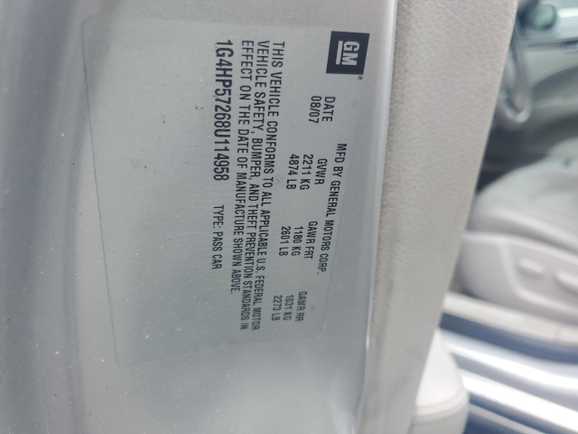 GM
DATE
08/07
MFD BY GENERAL MOTORS CORP.
GVWR GAWR FRT GAWR RR
2211 KG 1180 KG 1031 KG
4874 LB 2601 LB 2273 LB
THIS VEHICLE CONFORMS TO ALL APPLICABLE U.S. FEDERAL MOTOR
VEHICLE SAFETY, BUMPER, AND THEFT PREVENTION STANDARDS IN
EFFECT ON THE DATE OF MANUFACTURE SHOWN ABOVE.
1G4HP57268U114958 TYPE: PASS CAR